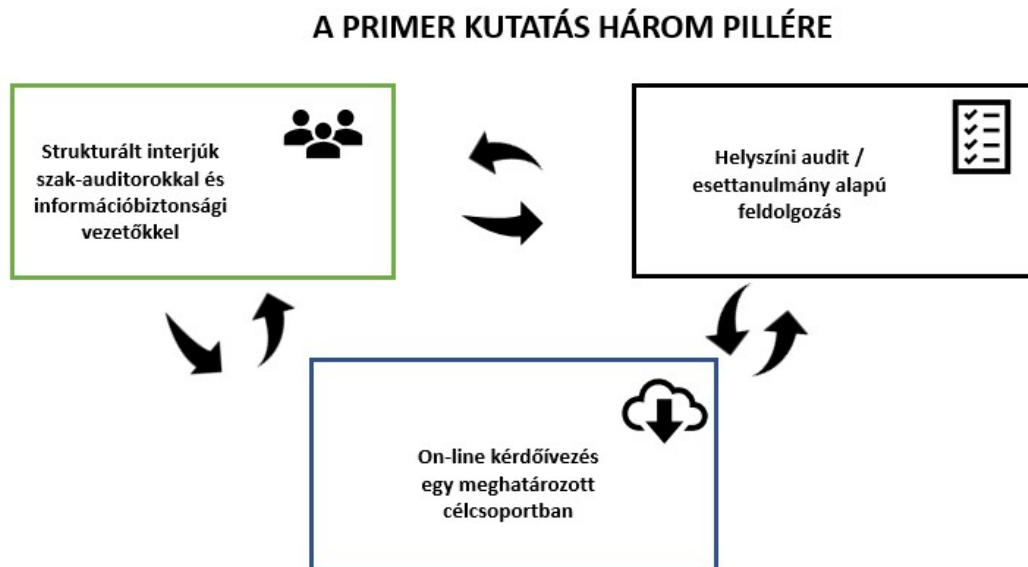 A PRIMER KUTATÁS HÁROM PILLÉRE
Strukturált interjúk
szak-auditorokkal és
információbiztonsági
vezetőkkel
Helyszíni audit /
esettanulmány alapú
feldolgozás
On-line kérdőívezés
egy meghatározott
célcsoportban